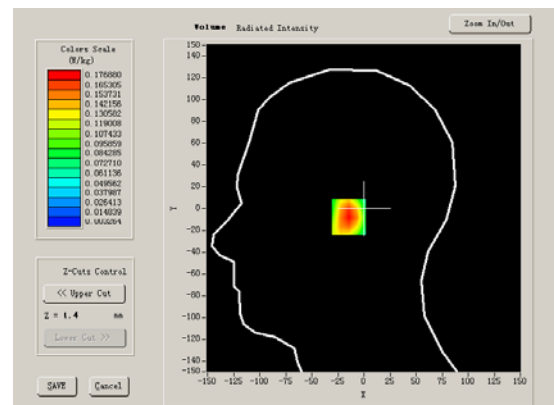 Volume Radiated Intensity
Zoom In/Out
Colors Scale
(W/kg)
0.176880
0.165305
0.153731
0.142156
0.130582
0.119008
0.107433
0.095859
0.084285
0.072710
0.061136
0.049562
0.037987
0.026413
0.014839
0.003264
Z-Cuts Control
<< Upper Cut
Z = 1.4 mm
Lower Cut >>
SAVE
Cancel
150
140
120
100
80
60
40
20
0
-20
-40
-60
-80
-100
-120
-140
-150
Y
-150 -125 -100 -75 -50 -25 0 25 50 75 100 125 150
X